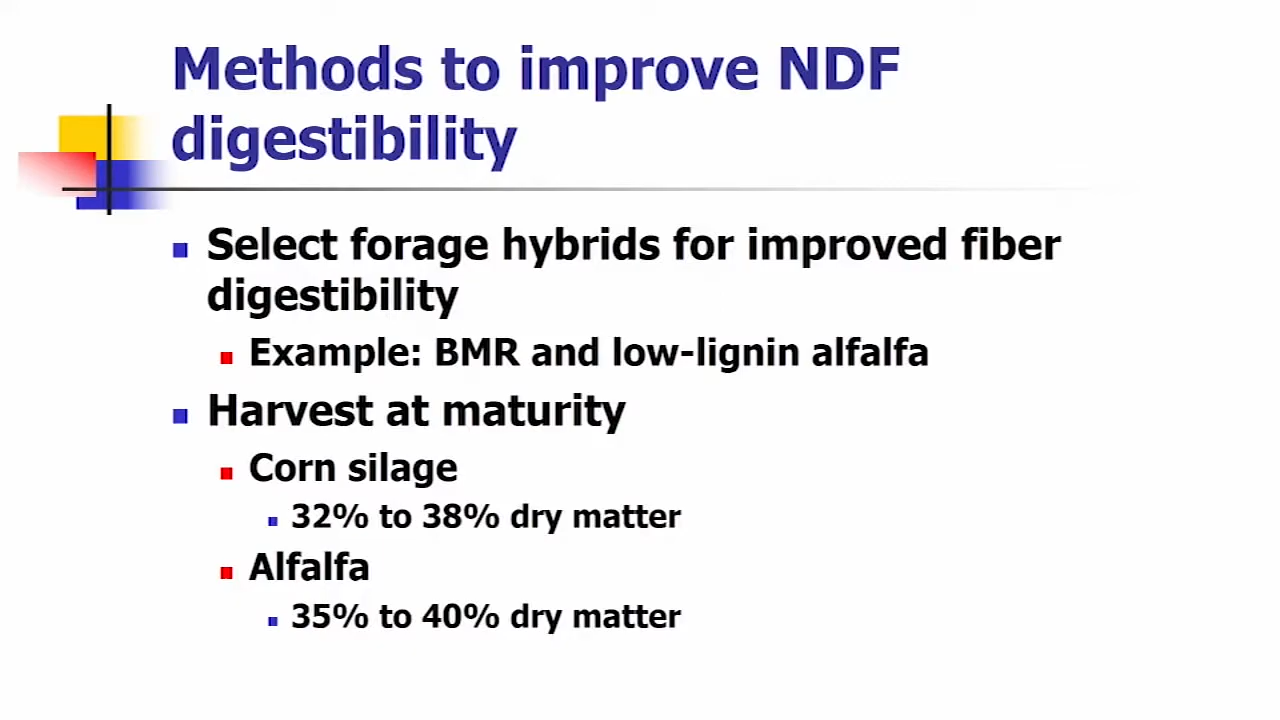 Methods to improve NDF
digestibility
Select forage hybrids for improved fiber
digestibility
Example: BMR and low-lignin alfalfa
Harvest at maturity
Corn silage
32% to 38% dry matter
Alfalfa
35% to 40% dry matter